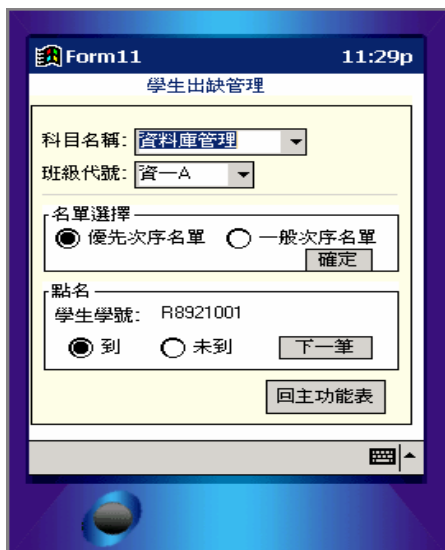 Form11 11:29p
學生出缺管理
科目名稱: 資料庫管理
班級代號: 資一A
名單選擇
優先次序名單 一般次序名單
確定
點名
學生學號: R8921001
到 未到 下一筆
回主功能表